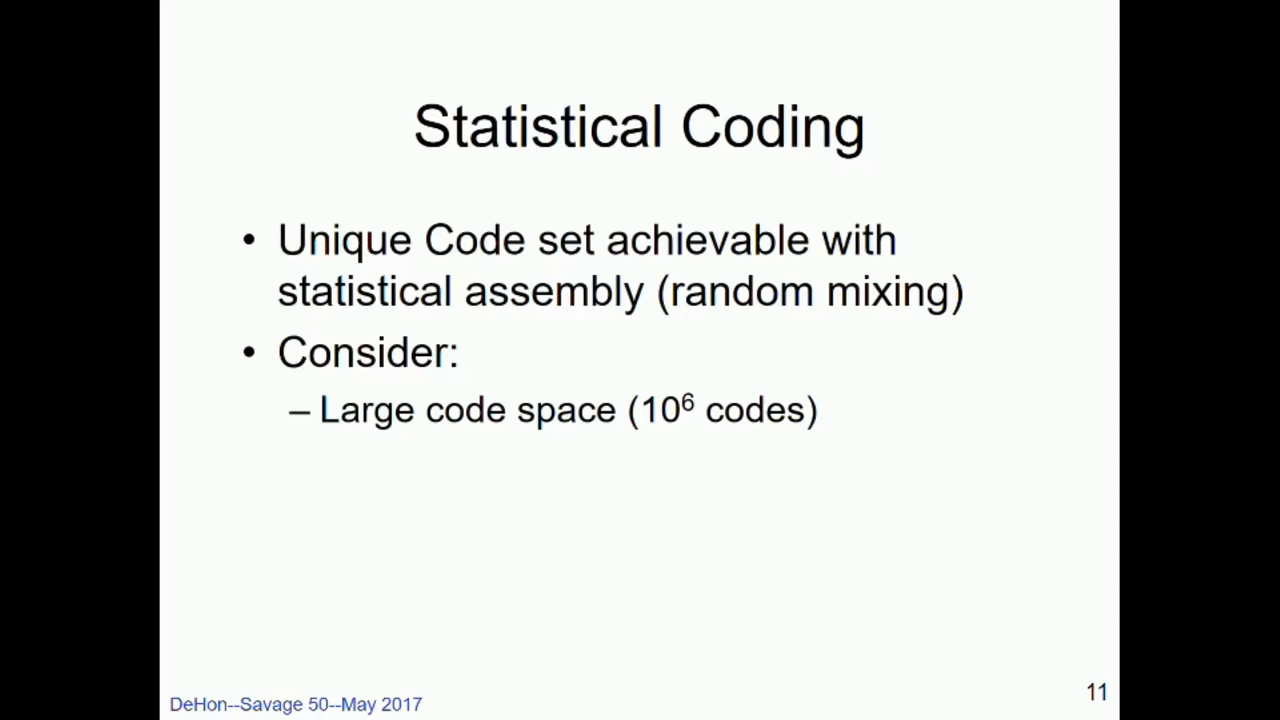 Statistical Coding
• Unique Code set achievable with
statistical assembly (random mixing)
• Consider:
– Large code space (10⁶ codes)
DeHon--Savage 50--May 2017
11